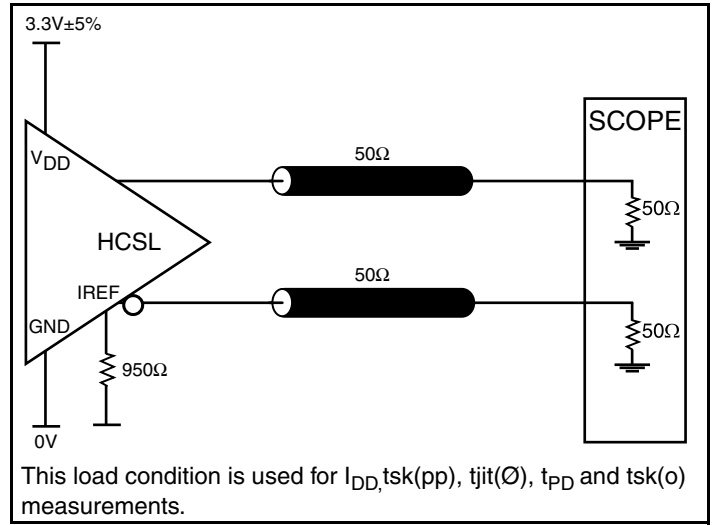 3.3V±5%
SCOPE
VDD
50Ω
50Ω
HCSL
50Ω
IREF
50Ω
GND
950Ω
0V
This load condition is used for IDD,tsk(pp), tjit(Ø), tPD and tsk(o)
measurements.